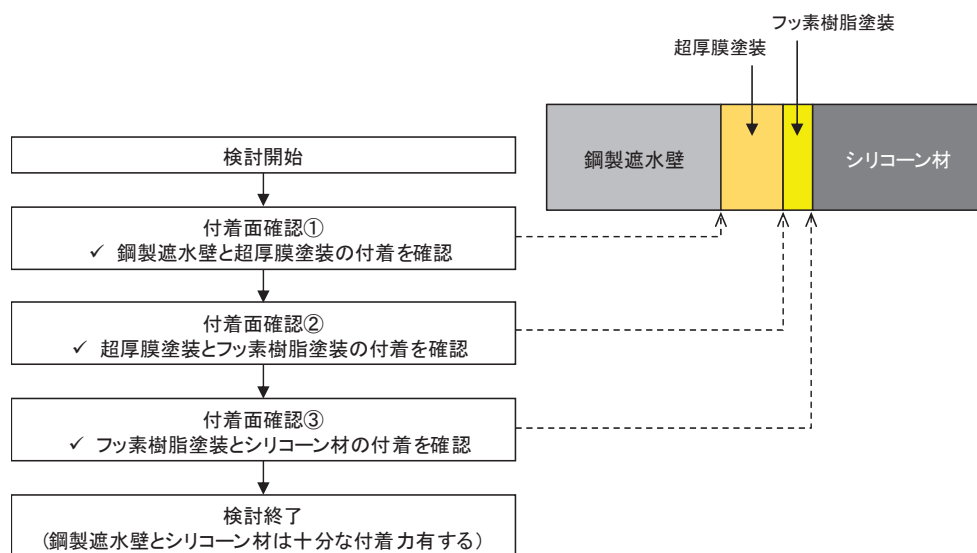 フッ素樹脂塗装
超厚膜塗装
鋼製遮水壁
シリコーン材
検討開始
付着面確認①
✓ 鋼製遮水壁と超厚膜塗装の付着を確認
付着面確認②
✓ 超厚膜塗装とフッ素樹脂塗装の付着を確認
付着面確認③
✓ フッ素樹脂塗装とシリコーン材の付着を確認
検討終了
(鋼製遮水壁とシリコーン材は十分な付着力有する)